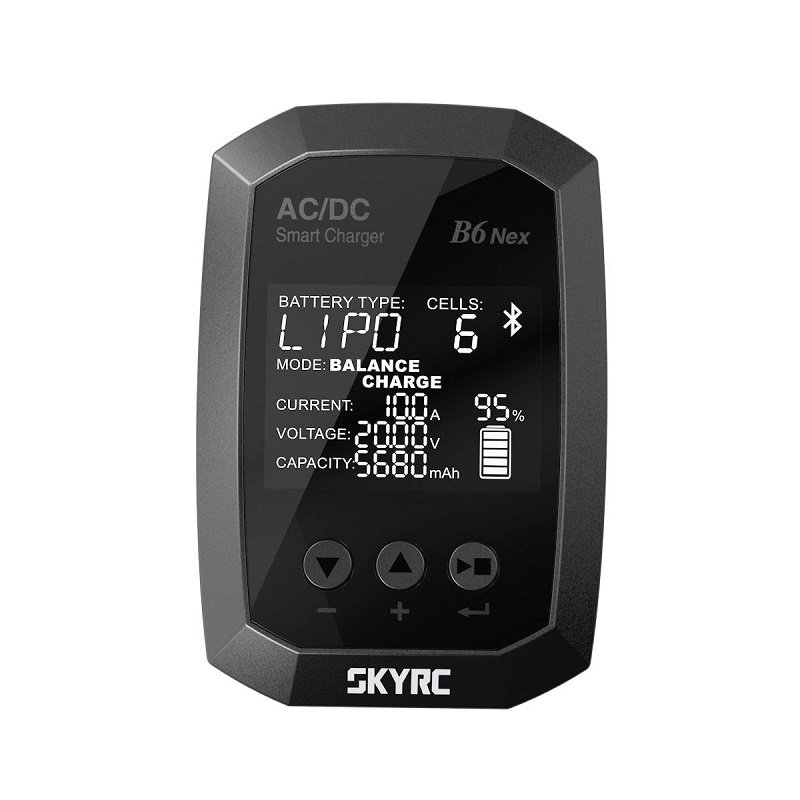 AC/DC
Smart Charger
B6 Nex
BATTERY TYPE: CELLS:
LIPO 6
MODE: BALANCE
CHARGE
CURRENT: 10.0A 95%
VOLTAGE: 20.00V
CAPACITY: 5680mAh
− +
SKYRC